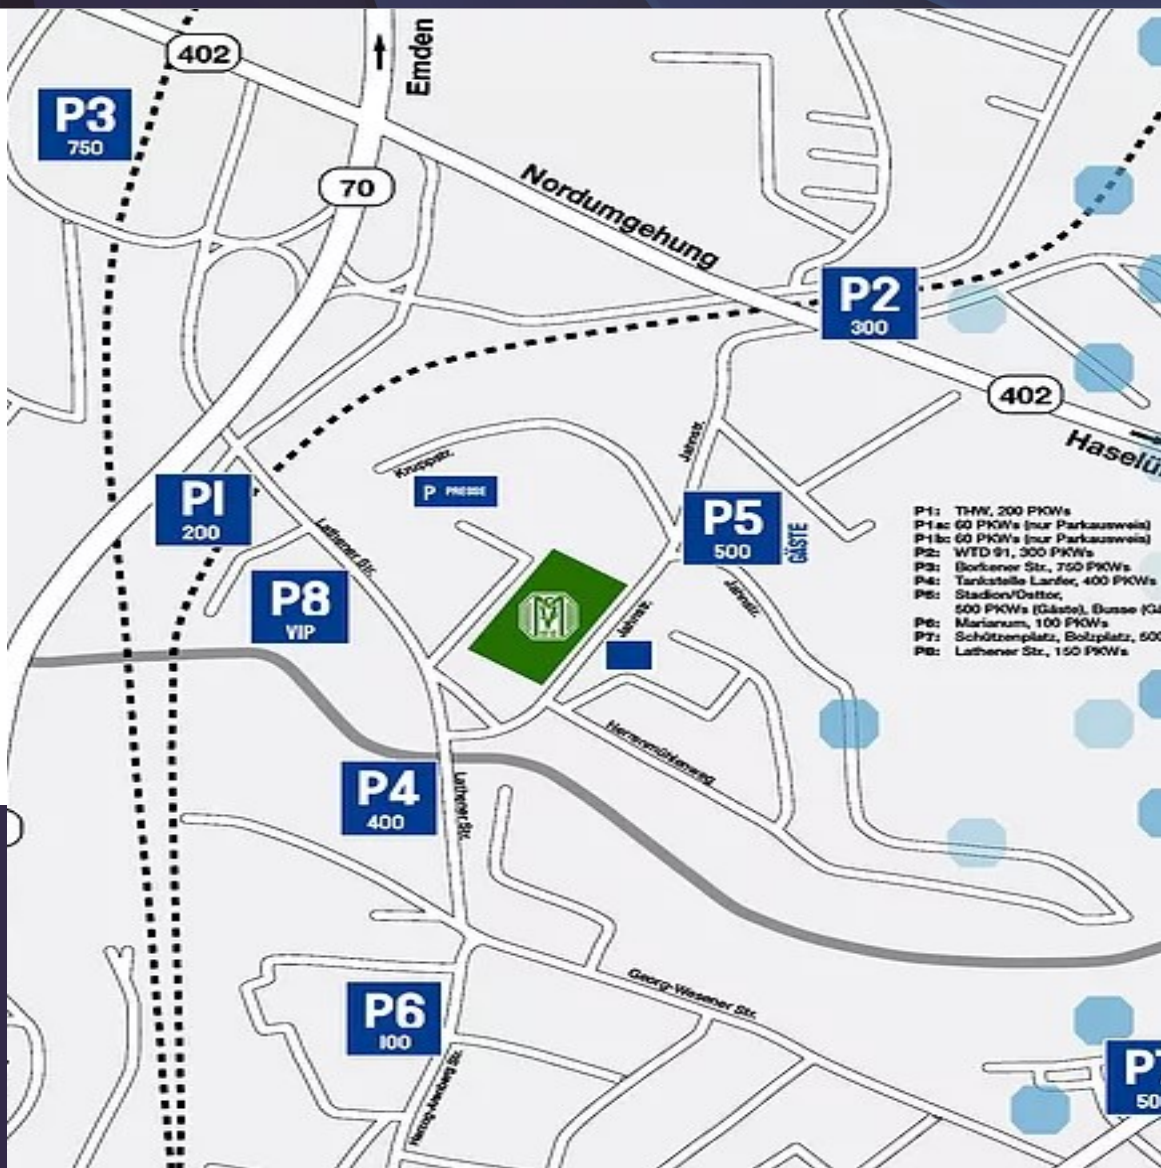 402
Emden
P3
750
70
Nordumgehung
P2
300
402
Haselü
Jahnstr.
Kruppstr.
P PRESSE
P1
200
P5
500
GÄSTE
Lathener Str.
P8
VIP
Jahnstr.
Jahnstr.
P1: THW, 200 PKWs
P1a: 60 PKWs (nur Parkausweis)
P1b: 60 PKWs (nur Parkausweis)
P2: WTD 91, 300 PKWs
P3: Borkener Str., 750 PKWs
P4: Tankstelle Lanfer, 400 PKWs
P5: Stadion/Osttor,
500 PKWs (Gäste), Busse (Gä
P6: Marianum, 100 PKWs
P7: Schützenplatz, Bolzplatz, 500
P8: Lathener Str., 150 PKWs
Herrenmühlenweg
P4
400
Lathener Str.
Georg-Wesener Str.
P6
100
Herzog-Arenberg Str.
P7
50